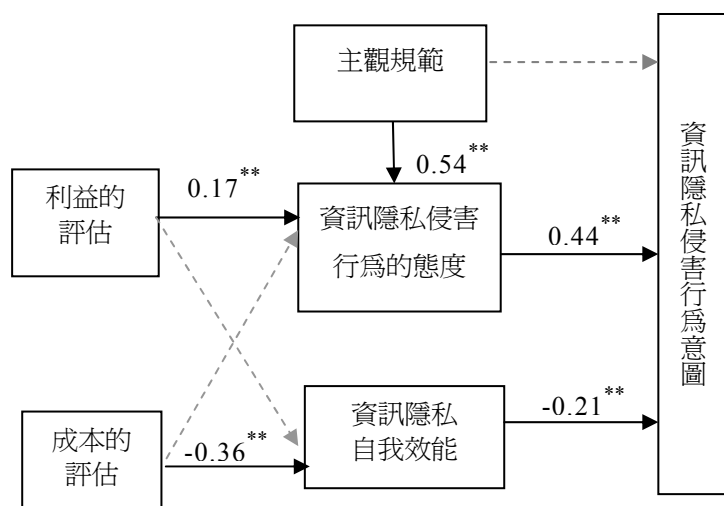 主觀規範
0.54**
利益的
評估
0.17**
資訊隱私侵害
行為的態度
0.44**
資訊隱私侵害行為意圖
成本的
評估
-0.36**
資訊隱私
自我效能
-0.21**